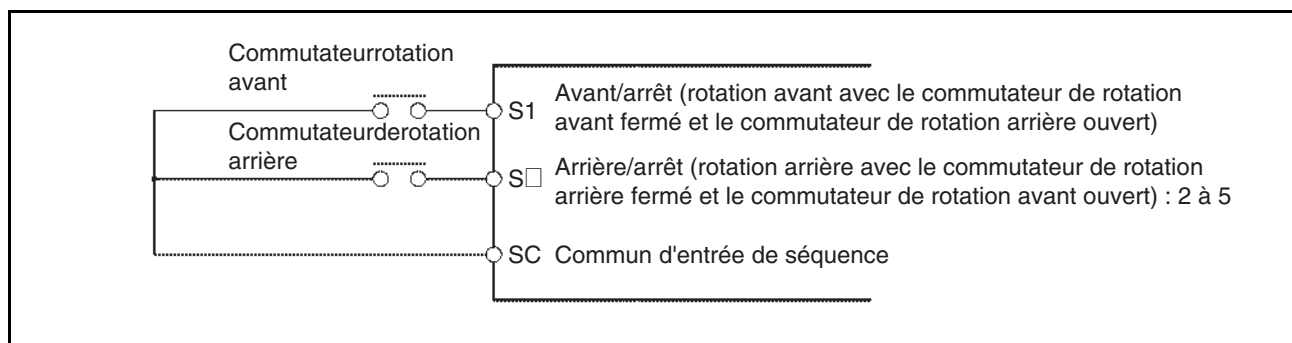 Commutateurrotation
avant
S1 Avant/arrêt (rotation avant avec le commutateur de rotation
avant fermé et le commutateur de rotation arrière ouvert)
Commutateurderotation
arrière
S□ Arrière/arrêt (rotation arrière avec le commutateur de rotation
arrière fermé et le commutateur de rotation avant ouvert) : 2 à 5
SC Commun d'entrée de séquence